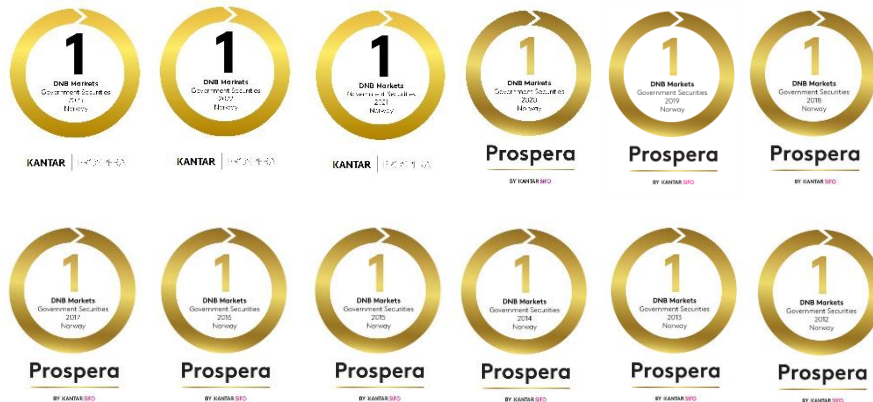 1
DNB Markets
Government Securities
Norway
KANTAR PROSPERA
1
DNB Markets
Government Securities
2022
Norway
KANTAR PROSPERA
1
DNB Markets
Government Securities
2021
Norway
KANTAR PROSPERA
1
DNB Markets
Government Securities
2020
Norway
Prospera
BY KANTAR SIFO
1
DNB Markets
Government Securities
2019
Norway
Prospera
BY KANTAR SIFO
1
DNB Markets
Government Securities
2018
Norway
Prospera
BY KANTAR SIFO
1
DNB Markets
Government Securities
2017
Norway
Prospera
BY KANTAR SIFO
1
DNB Markets
Government Securities
2016
Norway
Prospera
BY KANTAR SIFO
1
DNB Markets
Government Securities
2015
Norway
Prospera
BY KANTAR SIFO
1
DNB Markets
Government Securities
2014
Norway
Prospera
BY KANTAR SIFO
1
DNB Markets
Government Securities
2013
Norway
Prospera
BY KANTAR SIFO
1
DNB Markets
Government Securities
2012
Norway
Prospera
BY KANTAR SIFO